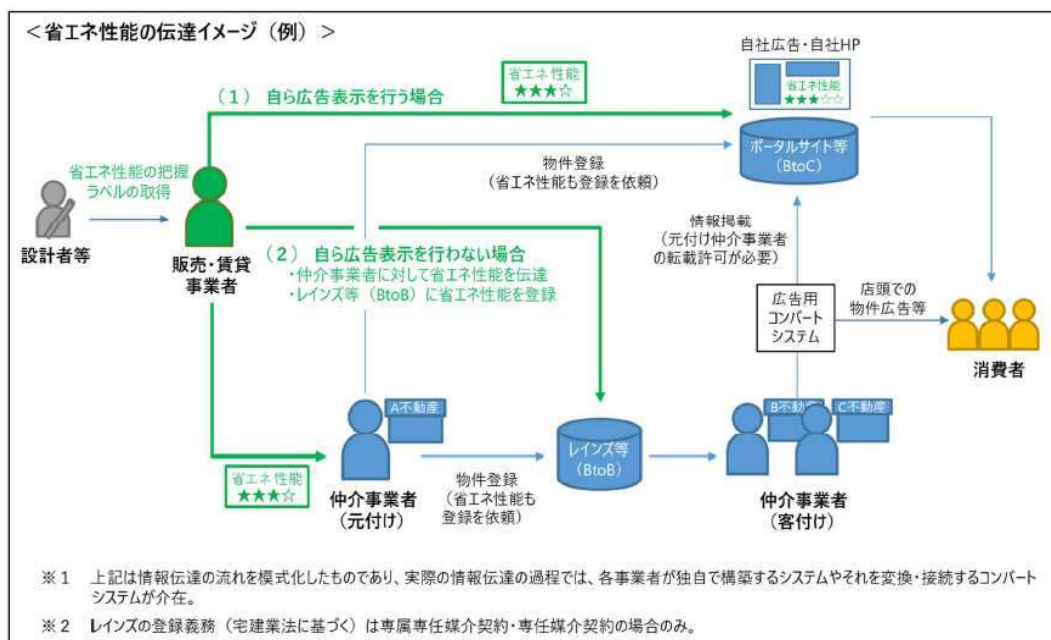 ＜省エネ性能の伝達イメージ（例）＞
自社広告・自社HP
省エネ性能
★★★☆☆
省エネ性能
★★★☆
（１） 自ら広告表示を行う場合
ポータルサイト等
（BtoC）
物件登録
（省エネ性能も登録を依頼）
省エネ性能の把握
ラベルの取得
設計者等
販売・賃貸
事業者
（２） 自ら広告表示を行わない場合
・仲介事業者に対して省エネ性能を伝達
・レインズ等（BtoB）に省エネ性能を登録
情報掲載
（元付け仲介事業者
の転載許可が必要）
広告用
コンバート
システム
店頭での
物件広告等
消費者
A不動産
B不動産
C不動産
レインズ等
（BtoB）
省エネ性能
★★★☆
仲介事業者
（元付け）
物件登録
（省エネ性能も
登録を依頼）
仲介事業者
（客付け）
※１ 上記は情報伝達の流れを模式化したものであり、実際の情報伝達の過程では、各事業者が独自で構築するシステムやそれを変換・接続するコンバート
システムが介在。
※２ レインズの登録義務（宅建業法に基づく）は専属専任媒介契約・専任媒介契約の場合のみ。